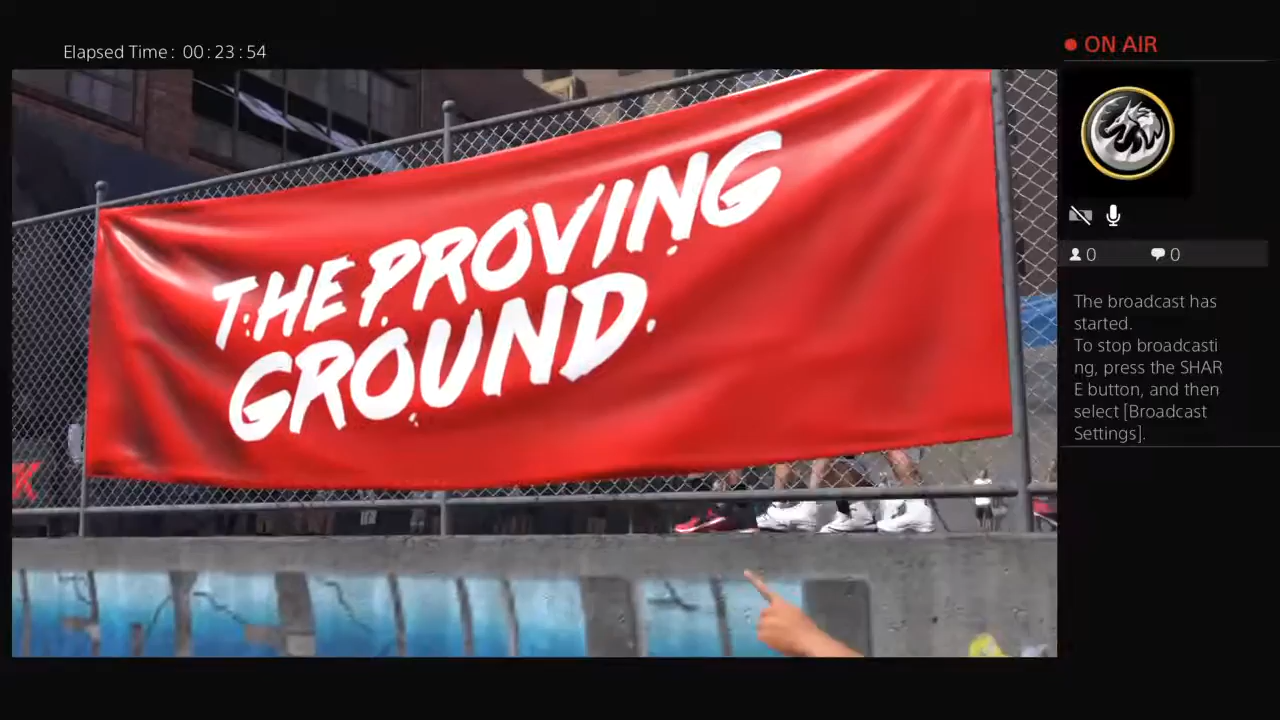 Elapsed Time: 00:23:54
ON AIR
THE PROVING
GROUND.
0
0
The broadcast has
started.
To stop broadcasti
ng, press the SHAR
E button, and then
select [Broadcast
Settings].